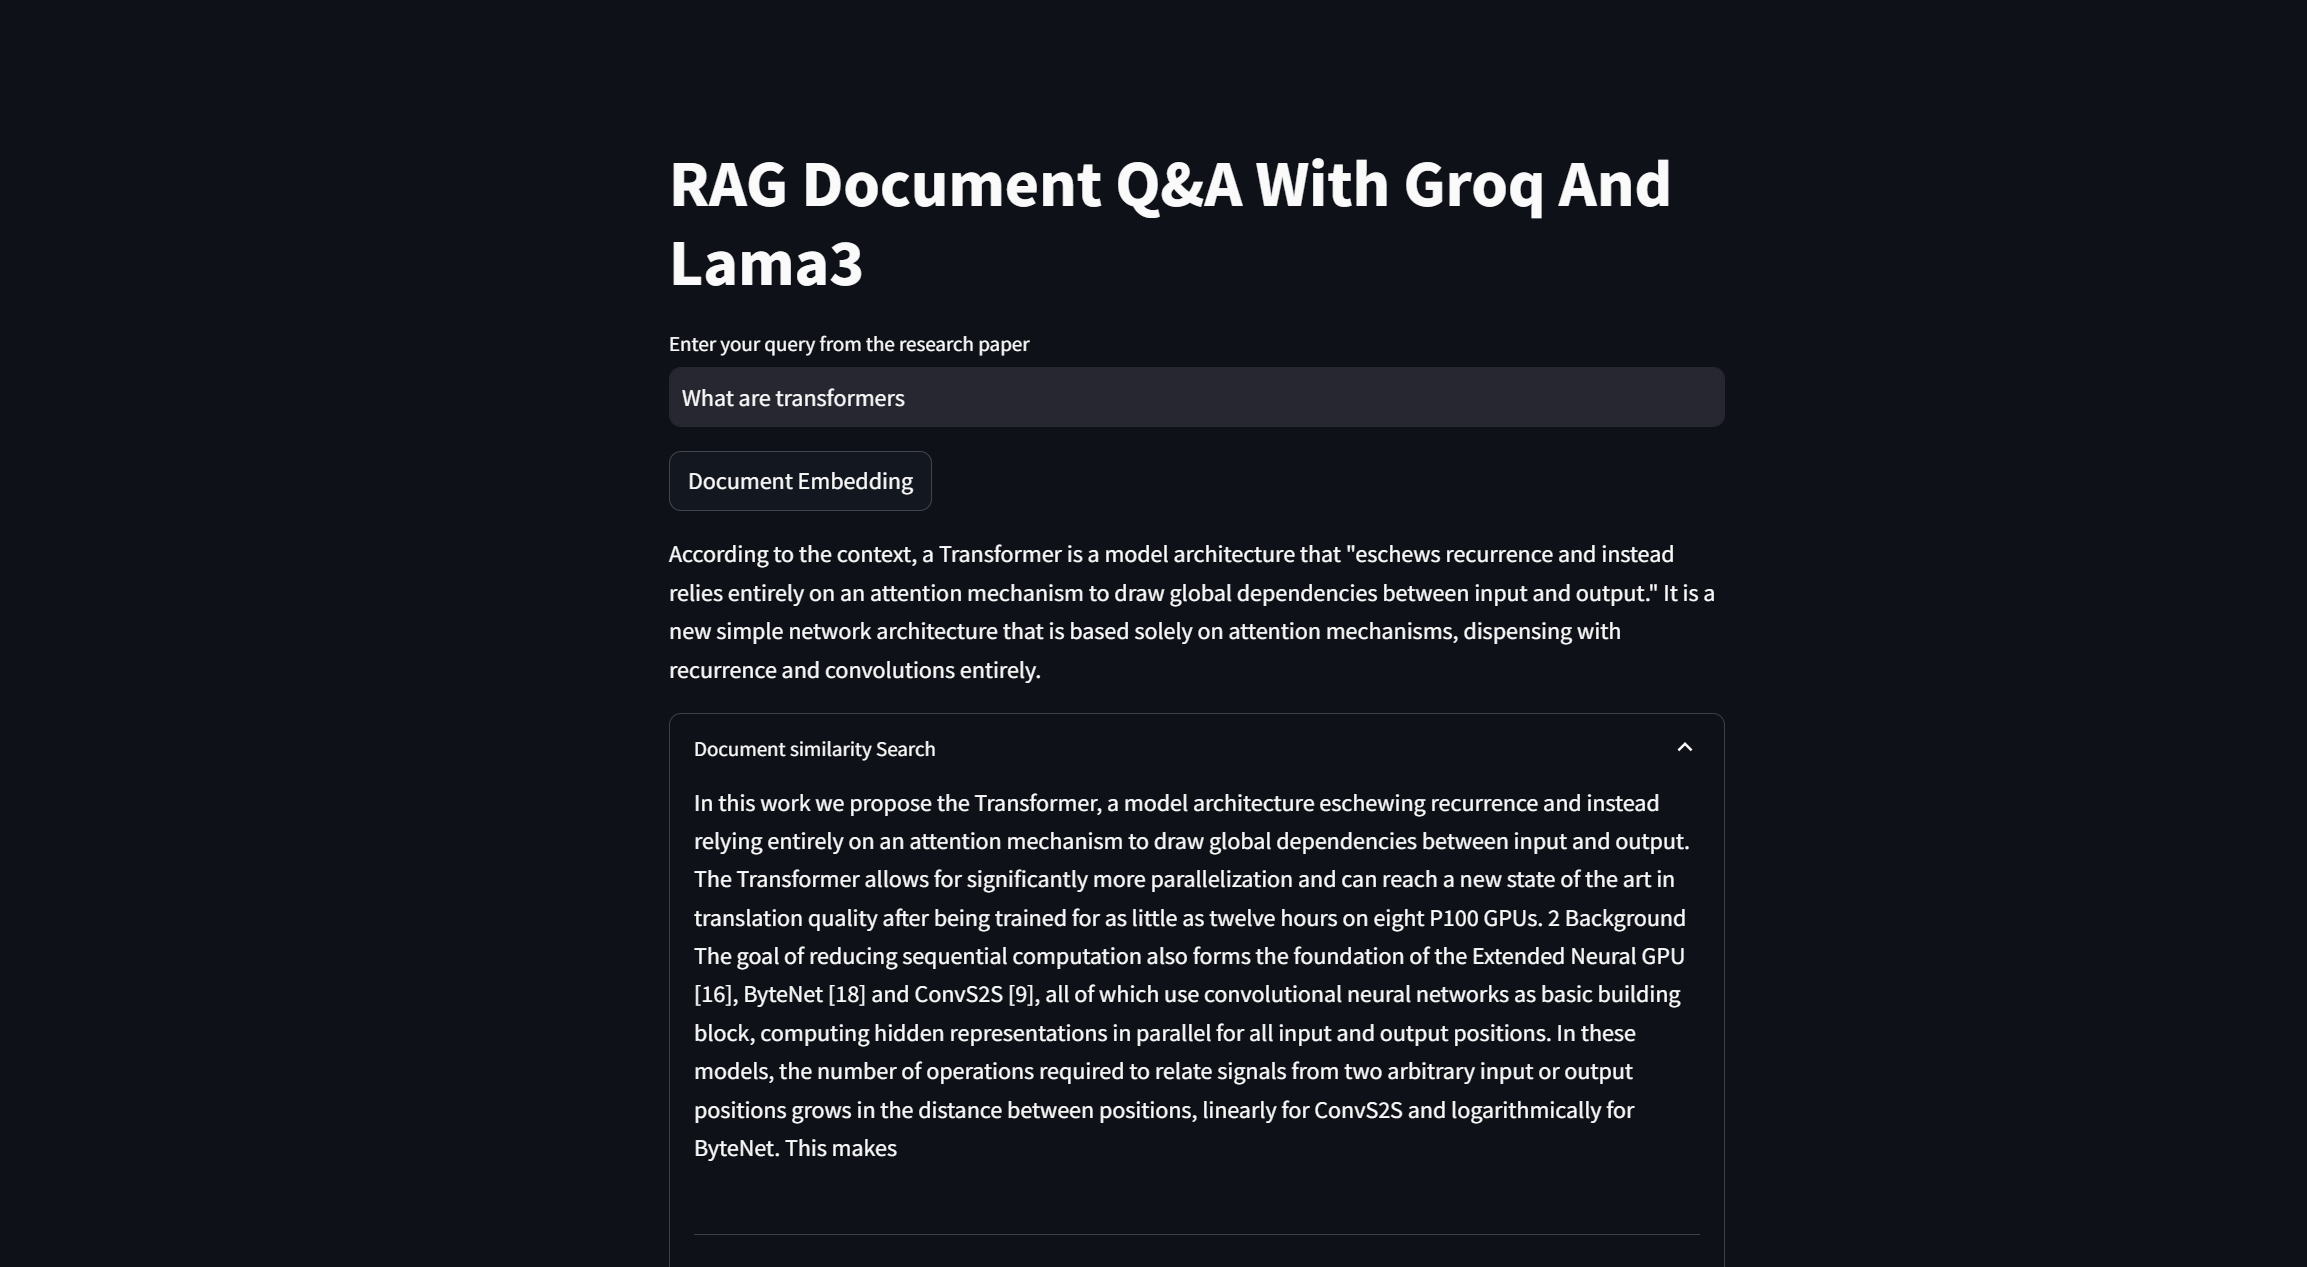 RAG Document Q&A With Groq And
Lama3
Enter your query from the research paper
What are transformers
Document Embedding
According to the context, a Transformer is a model architecture that "eschews recurrence and instead
relies entirely on an attention mechanism to draw global dependencies between input and output." It is a
new simple network architecture that is based solely on attention mechanisms, dispensing with
recurrence and convolutions entirely.
Document similarity Search
In this work we propose the Transformer, a model architecture eschewing recurrence and instead
relying entirely on an attention mechanism to draw global dependencies between input and output.
The Transformer allows for significantly more parallelization and can reach a new state of the art in
translation quality after being trained for as little as twelve hours on eight P100 GPUs. 2 Background
The goal of reducing sequential computation also forms the foundation of the Extended Neural GPU
[16], ByteNet [18] and ConvS2S [9], all of which use convolutional neural networks as basic building
block, computing hidden representations in parallel for all input and output positions. In these
models, the number of operations required to relate signals from two arbitrary input or output
positions grows in the distance between positions, linearly for ConvS2S and logarithmically for
ByteNet. This makes